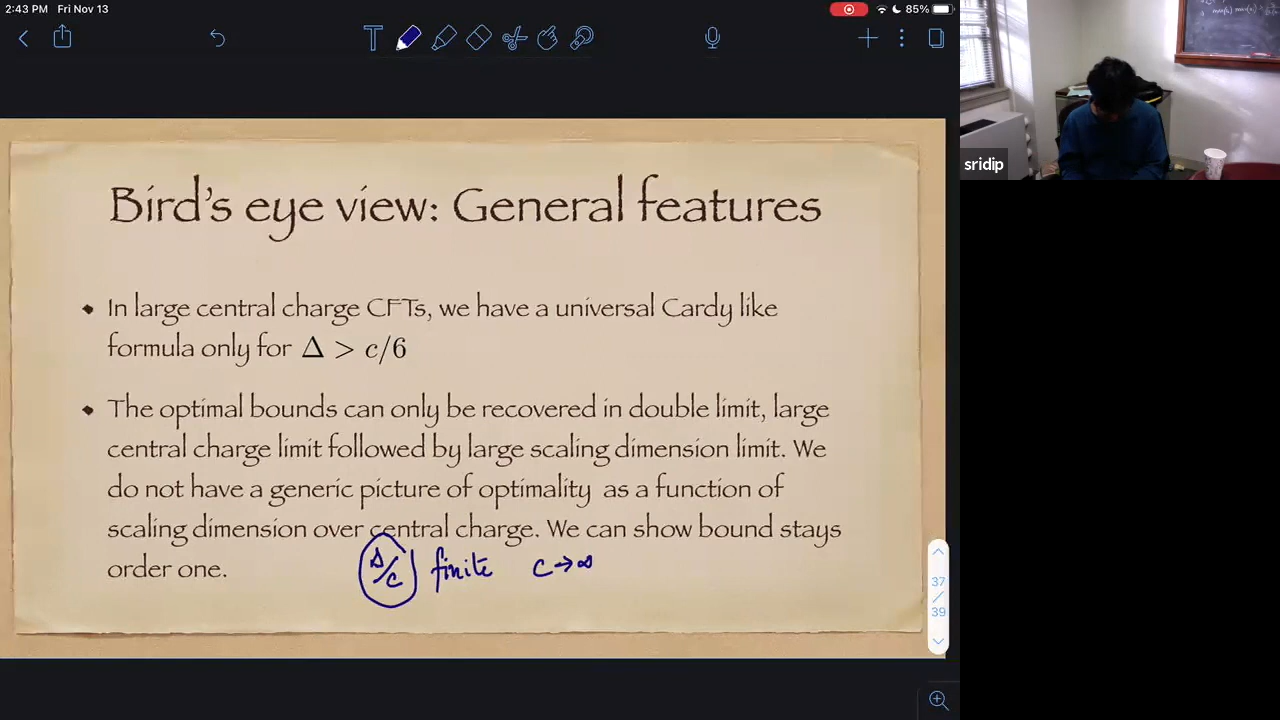 2:43 PM Fri Nov 13
85%
sridip
Bird's eye view: General features
In large central charge CFTs, we have a universal Cardy like
formula only for Δ > c/6
The optimal bounds can only be recovered in double limit, large
central charge limit followed by large scaling dimension limit. We
do not have a generic picture of optimality as a function of
scaling dimension over central charge. We can show bound stays
order one.
Δ/c finite c→∞
37
/
39